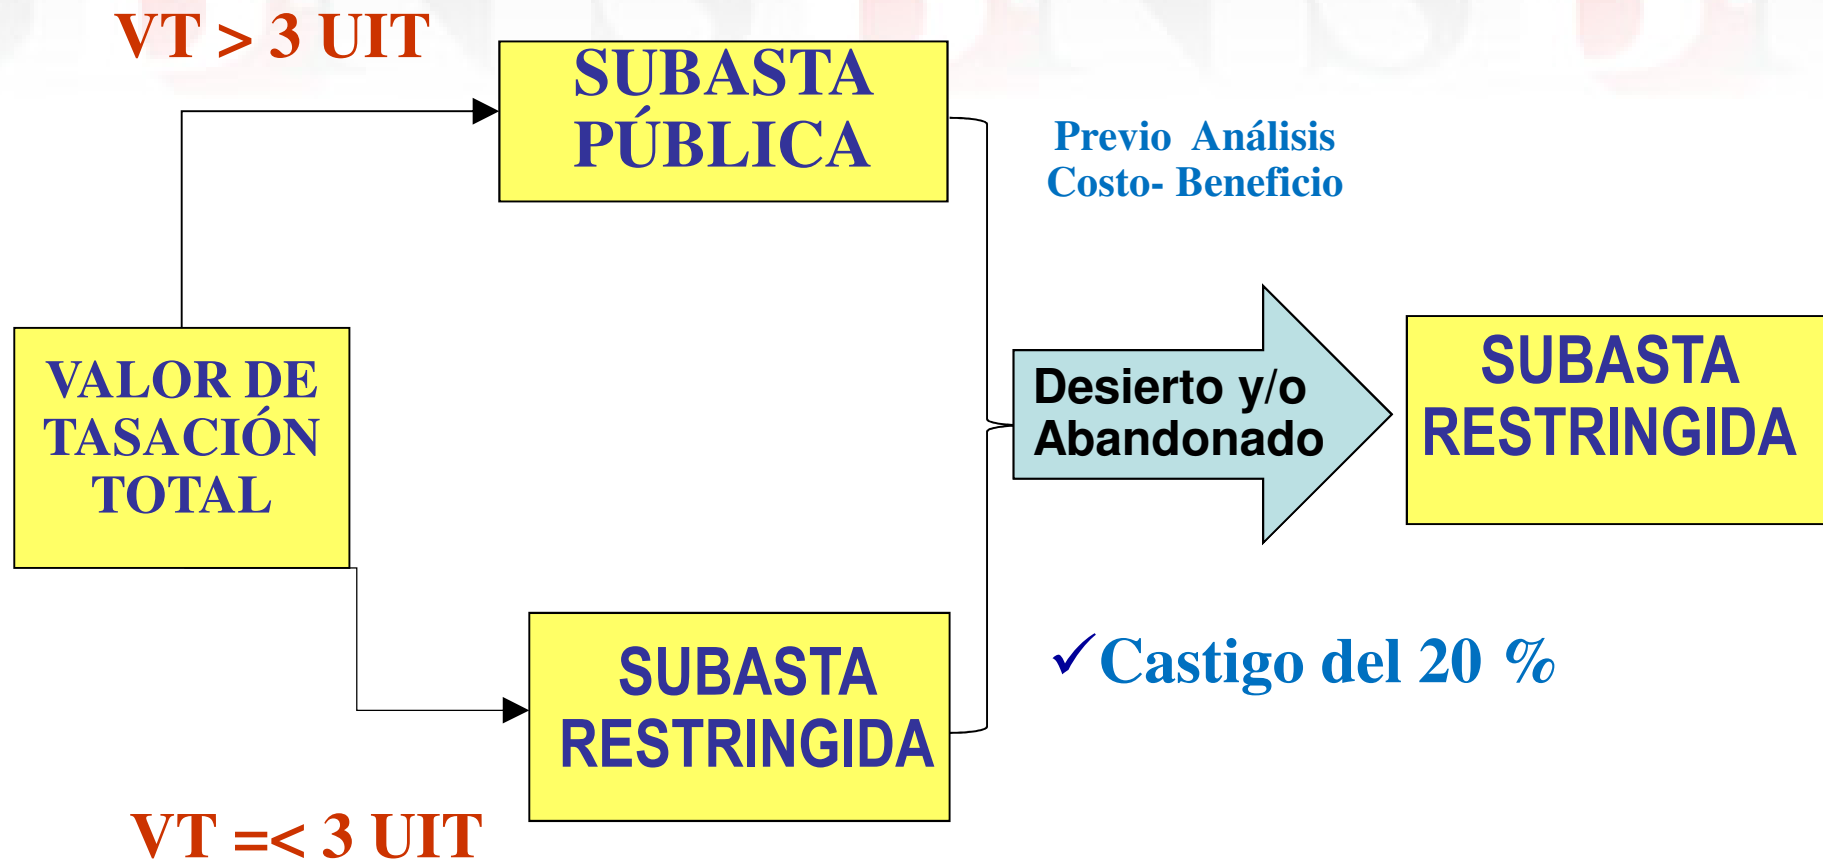 VT > 3 UIT
SUBASTA
PÚBLICA
Previo Análisis
Costo- Beneficio
VALOR DE
TASACIÓN
TOTAL
Desierto y/o
Abandonado
SUBASTA
RESTRINGIDA
SUBASTA
RESTRINGIDA
✓Castigo del 20 %
VT =< 3 UIT